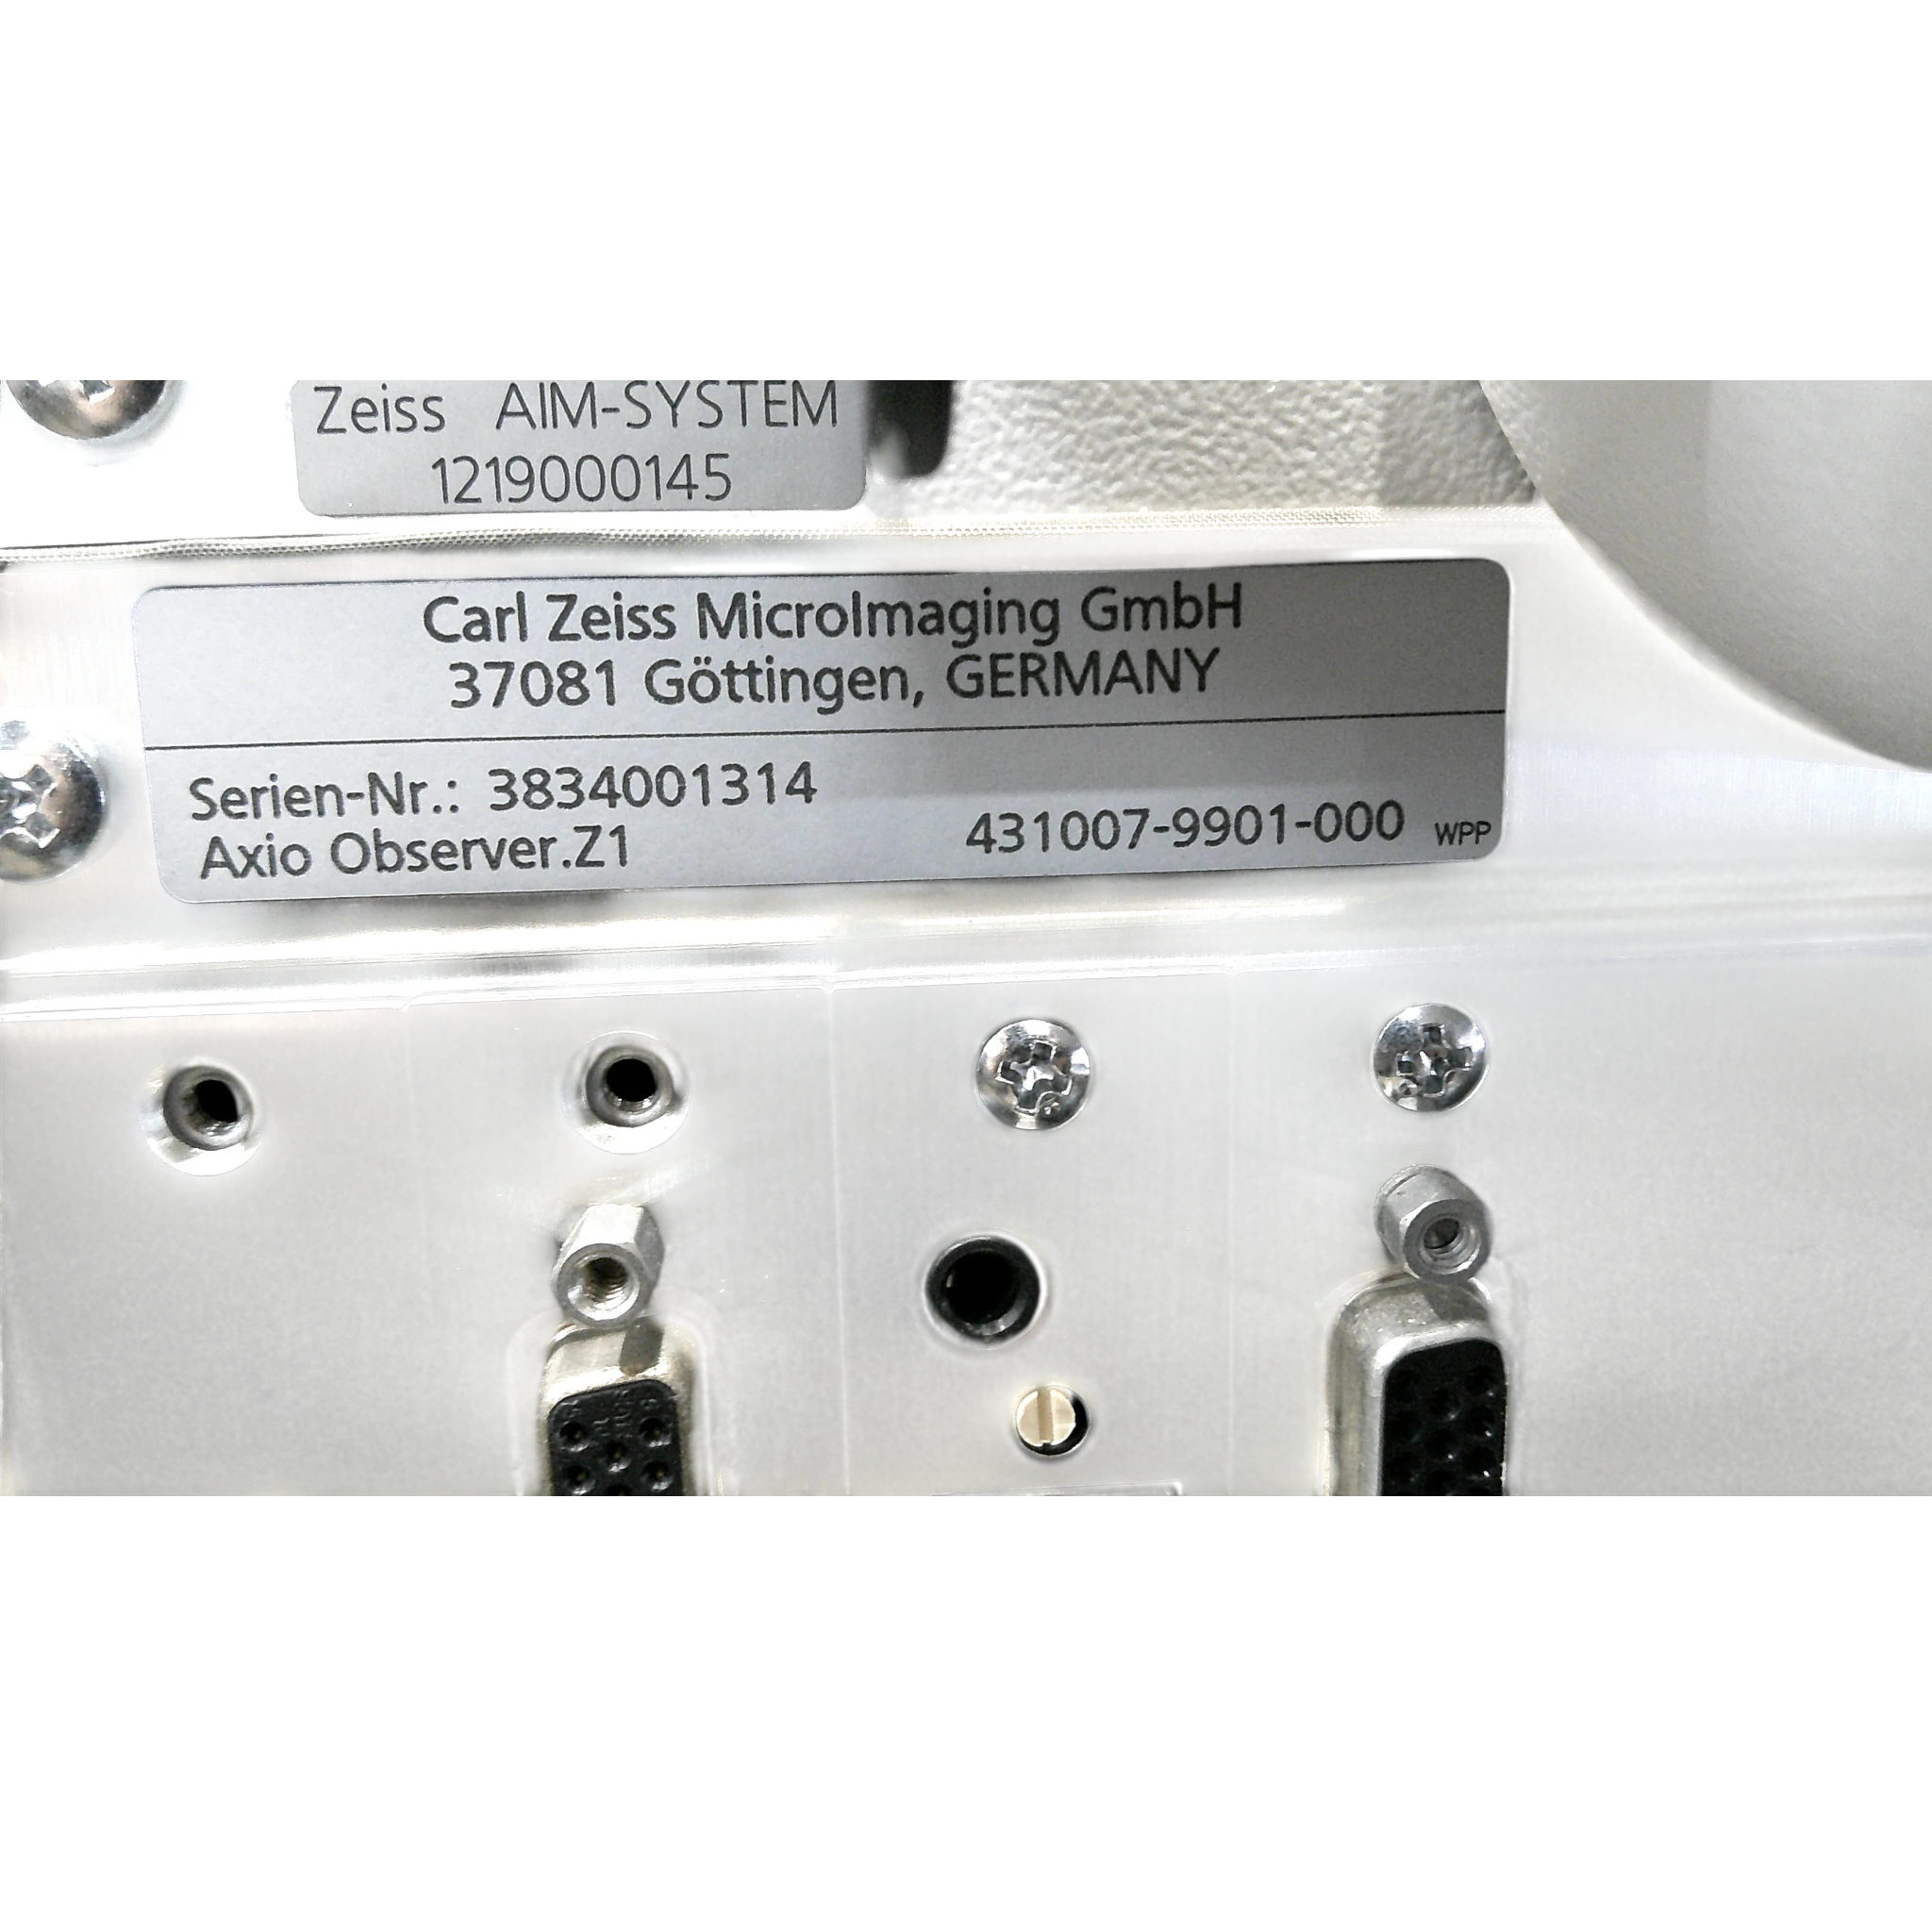 Zeiss AIM-SYSTEM
1219000145
Carl Zeiss MicroImaging GmbH
37081 Göttingen, GERMANY
Serien-Nr.: 3834001314
Axio Observer.Z1 431007-9901-000 WPP